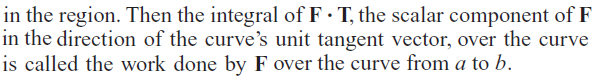 in the region. Then the integral of F · T, the scalar component of F
in the direction of the curve's unit tangent vector, over the curve
is called the work done by F over the curve from a to b.